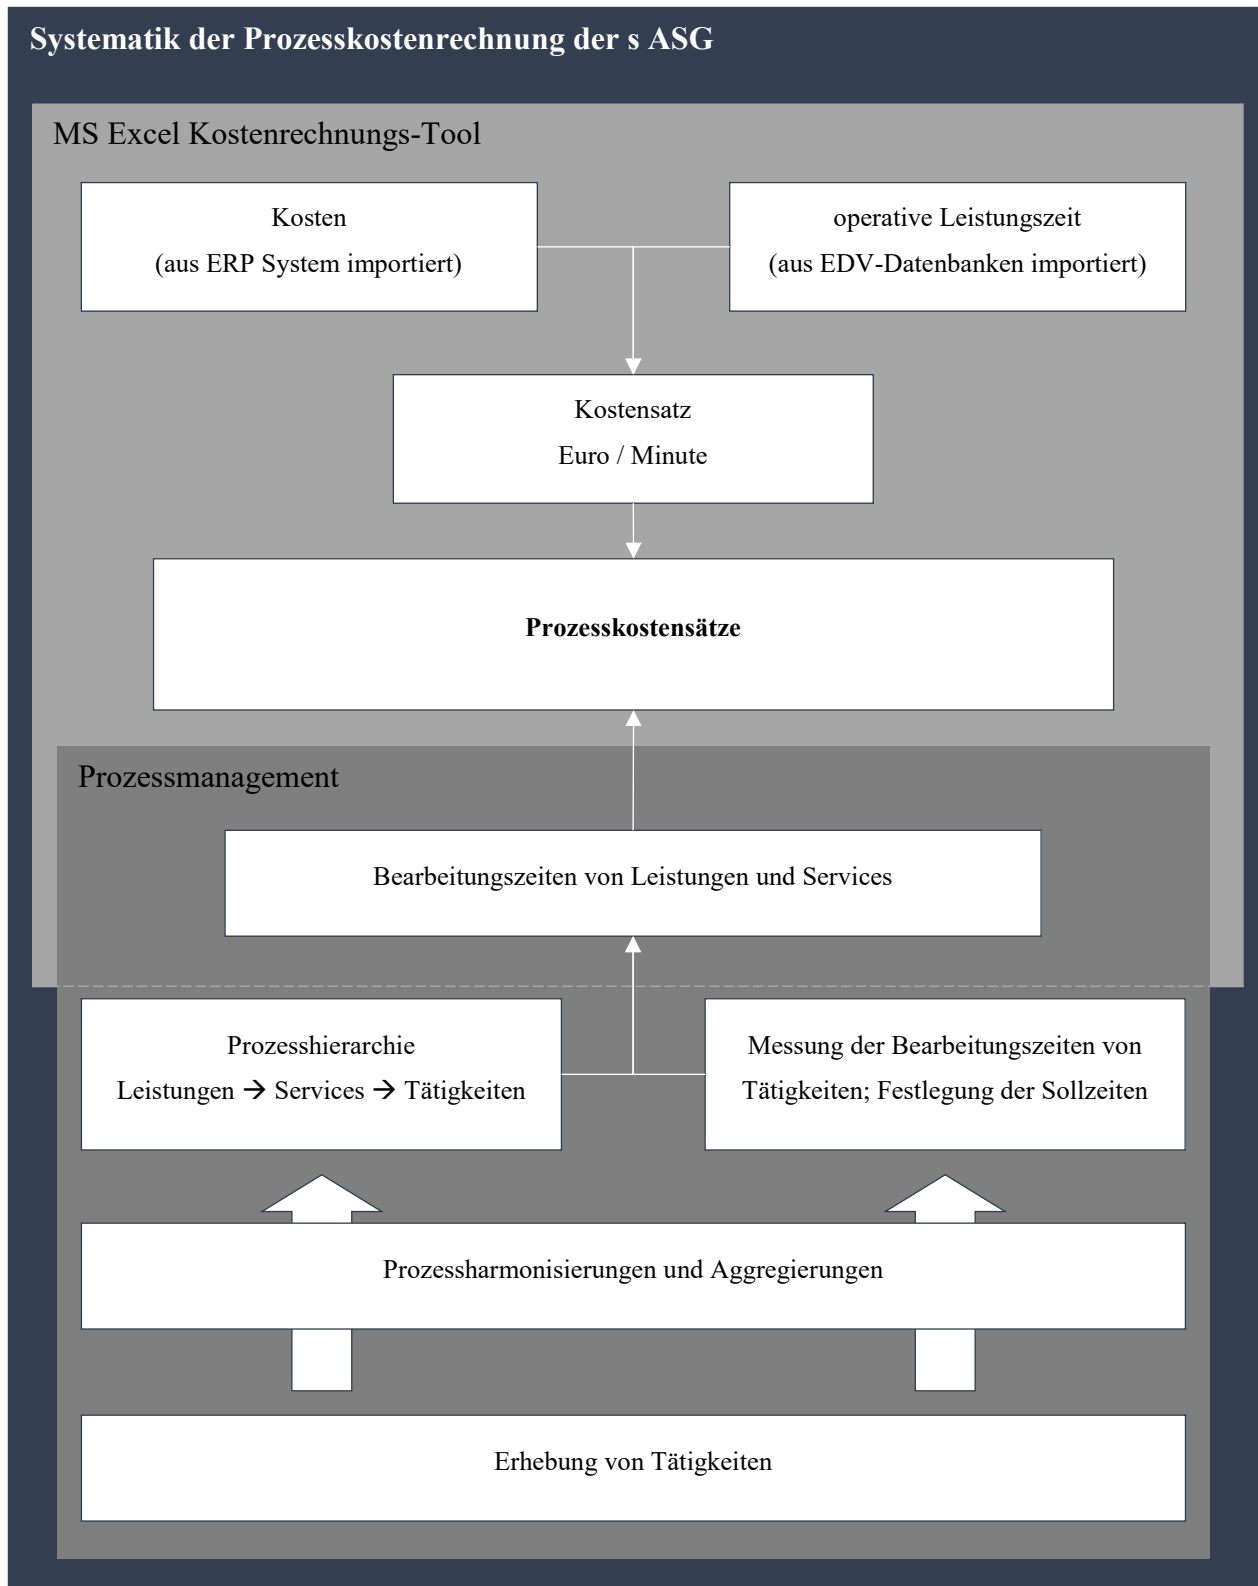 Systematik der Prozesskostenrechnung der s ASG
MS Excel Kostenrechnungs-Tool
Kosten
(aus ERP System importiert)
operative Leistungszeit
(aus EDV-Datenbanken importiert)
Kostensatz
Euro / Minute
Prozesskostensätze
Prozessmanagement
Bearbeitungszeiten von Leistungen und Services
Prozesshierarchie
Leistungen → Services → Tätigkeiten
Messung der Bearbeitungszeiten von
Tätigkeiten; Festlegung der Sollzeiten
Prozessharmonisierungen und Aggregierungen
Erhebung von Tätigkeiten